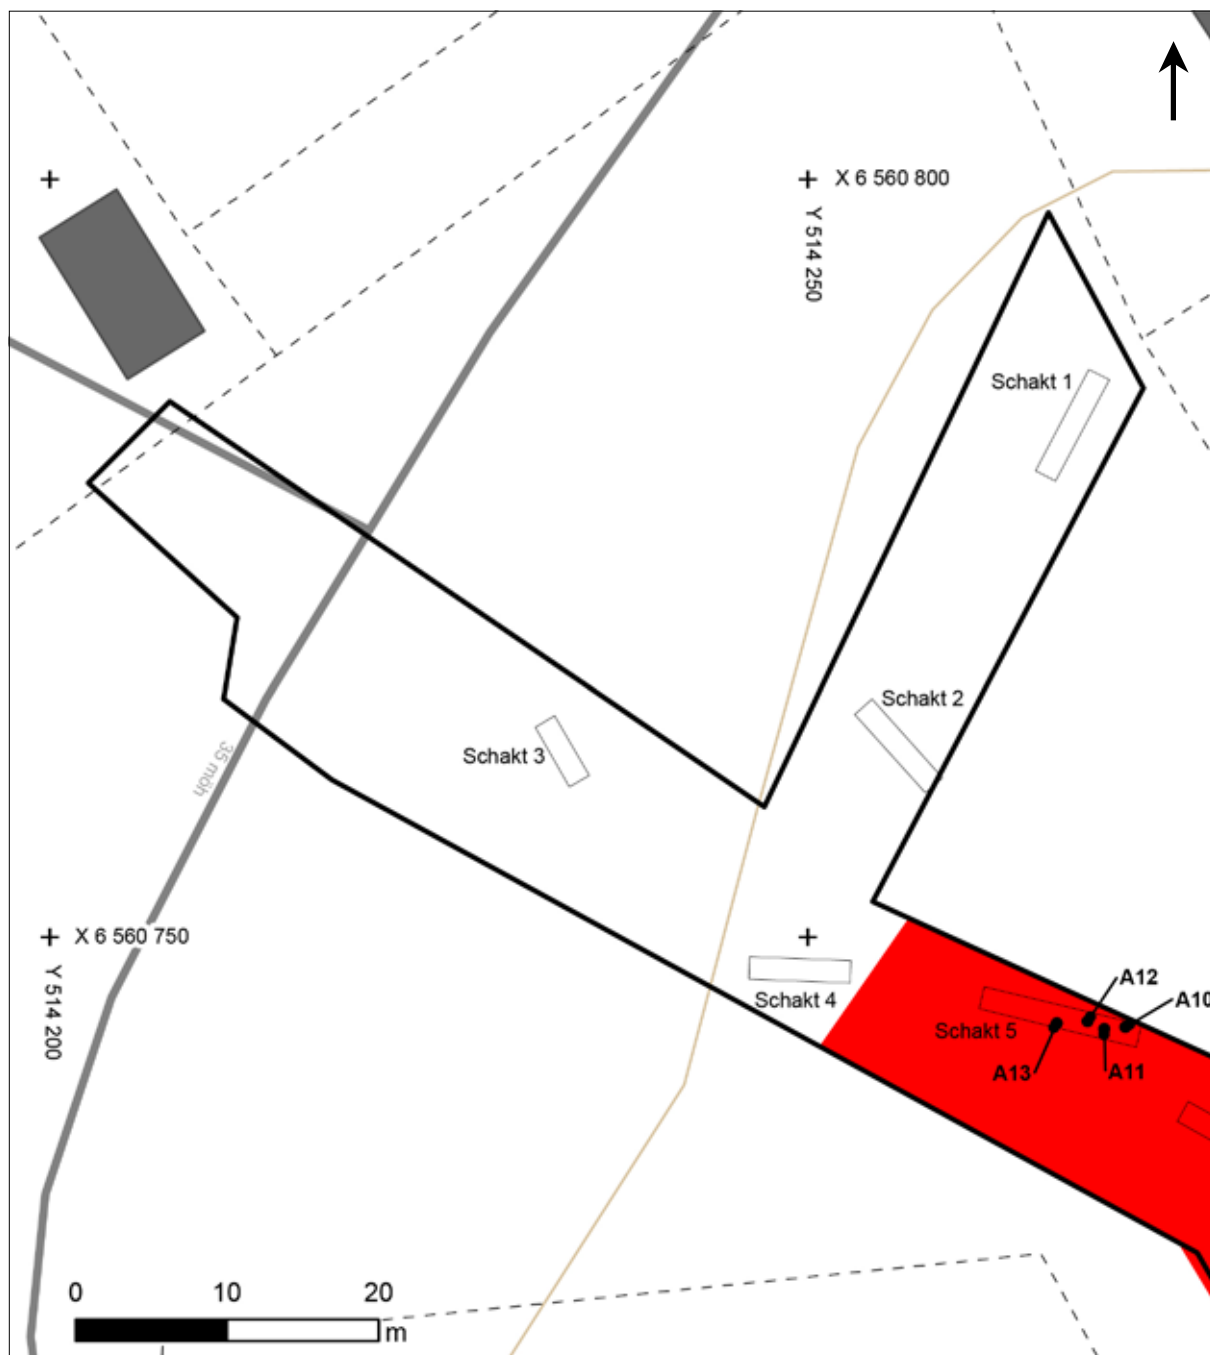 X 6 560 800
Y 514 250
Schakt 1
Schakt 2
Schakt 3
35 möh
X 6 560 750
Y 514 200
Schakt 4
A12
A10
Schakt 5
A13
A11
0 10 20
m